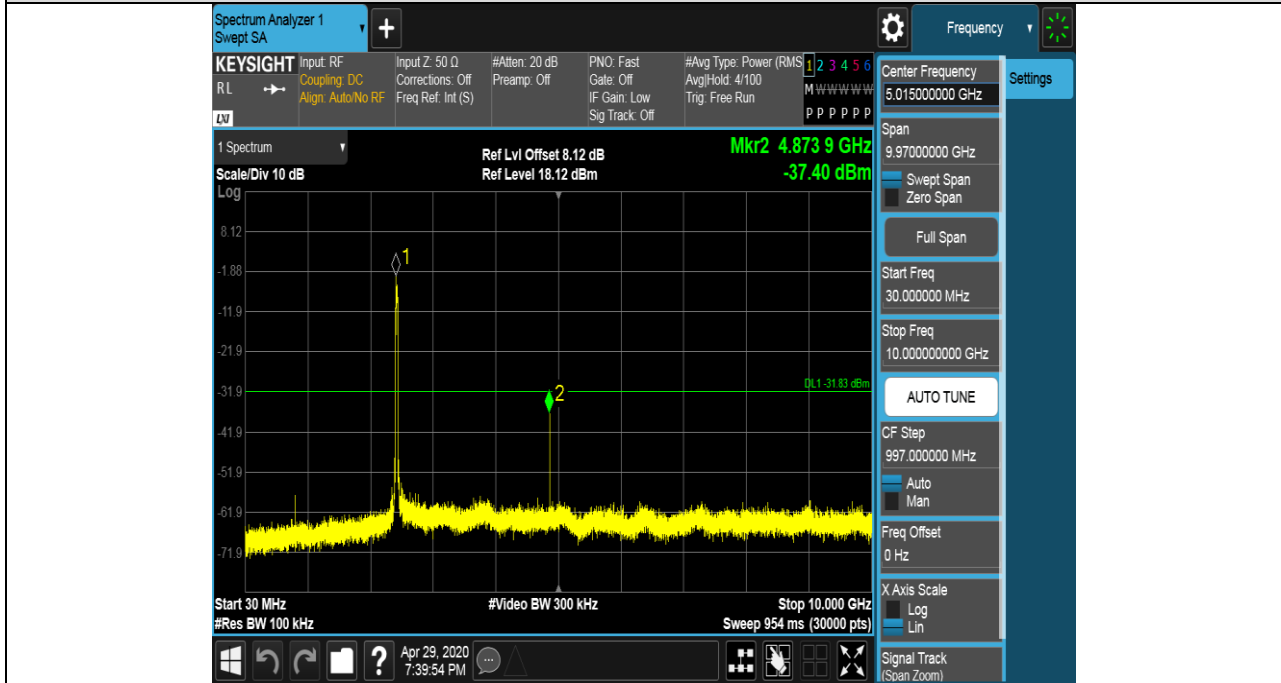 Spectrum Analyzer 1
Swept SA
+
Frequency
KEYSIGHT
RL
LXI
Input: RF
Coupling: DC
Align: Auto/No RF
Input Z: 50 Ω
Corrections: Off
Freq Ref: Int (S)
#Atten: 20 dB
Preamp: Off
PNO: Fast
Gate: Off
IF Gain: Low
Sig Track: Off
#Avg Type: Power (RMS
Avg|Hold: 4/100
Trig: Free Run
1 2 3 4 5 6
M W W W W W
P P P P P P
1 Spectrum
Scale/Div 10 dB
Ref Lvl Offset 8.12 dB
Ref Level 18.12 dBm
Mkr2 4.873 9 GHz
-37.40 dBm
Log
8.12
-1.88
-11.9
-21.9
-31.9
-41.9
-51.9
-61.9
-71.9
1
2
DL1 -31.83 dBm
Start 30 MHz
#Res BW 100 kHz
#Video BW 300 kHz
Stop 10.000 GHz
Sweep 954 ms (30000 pts)
Apr 29, 2020
7:39:54 PM
?
Center Frequency
5.015000000 GHz
Settings
Span
9.97000000 GHz
Swept Span
Zero Span
Full Span
Start Freq
30.000000 MHz
Stop Freq
10.000000000 GHz
AUTO TUNE
CF Step
997.000000 MHz
Auto
Man
Freq Offset
0 Hz
X Axis Scale
Log
Lin
Signal Track
(Span Zoom)